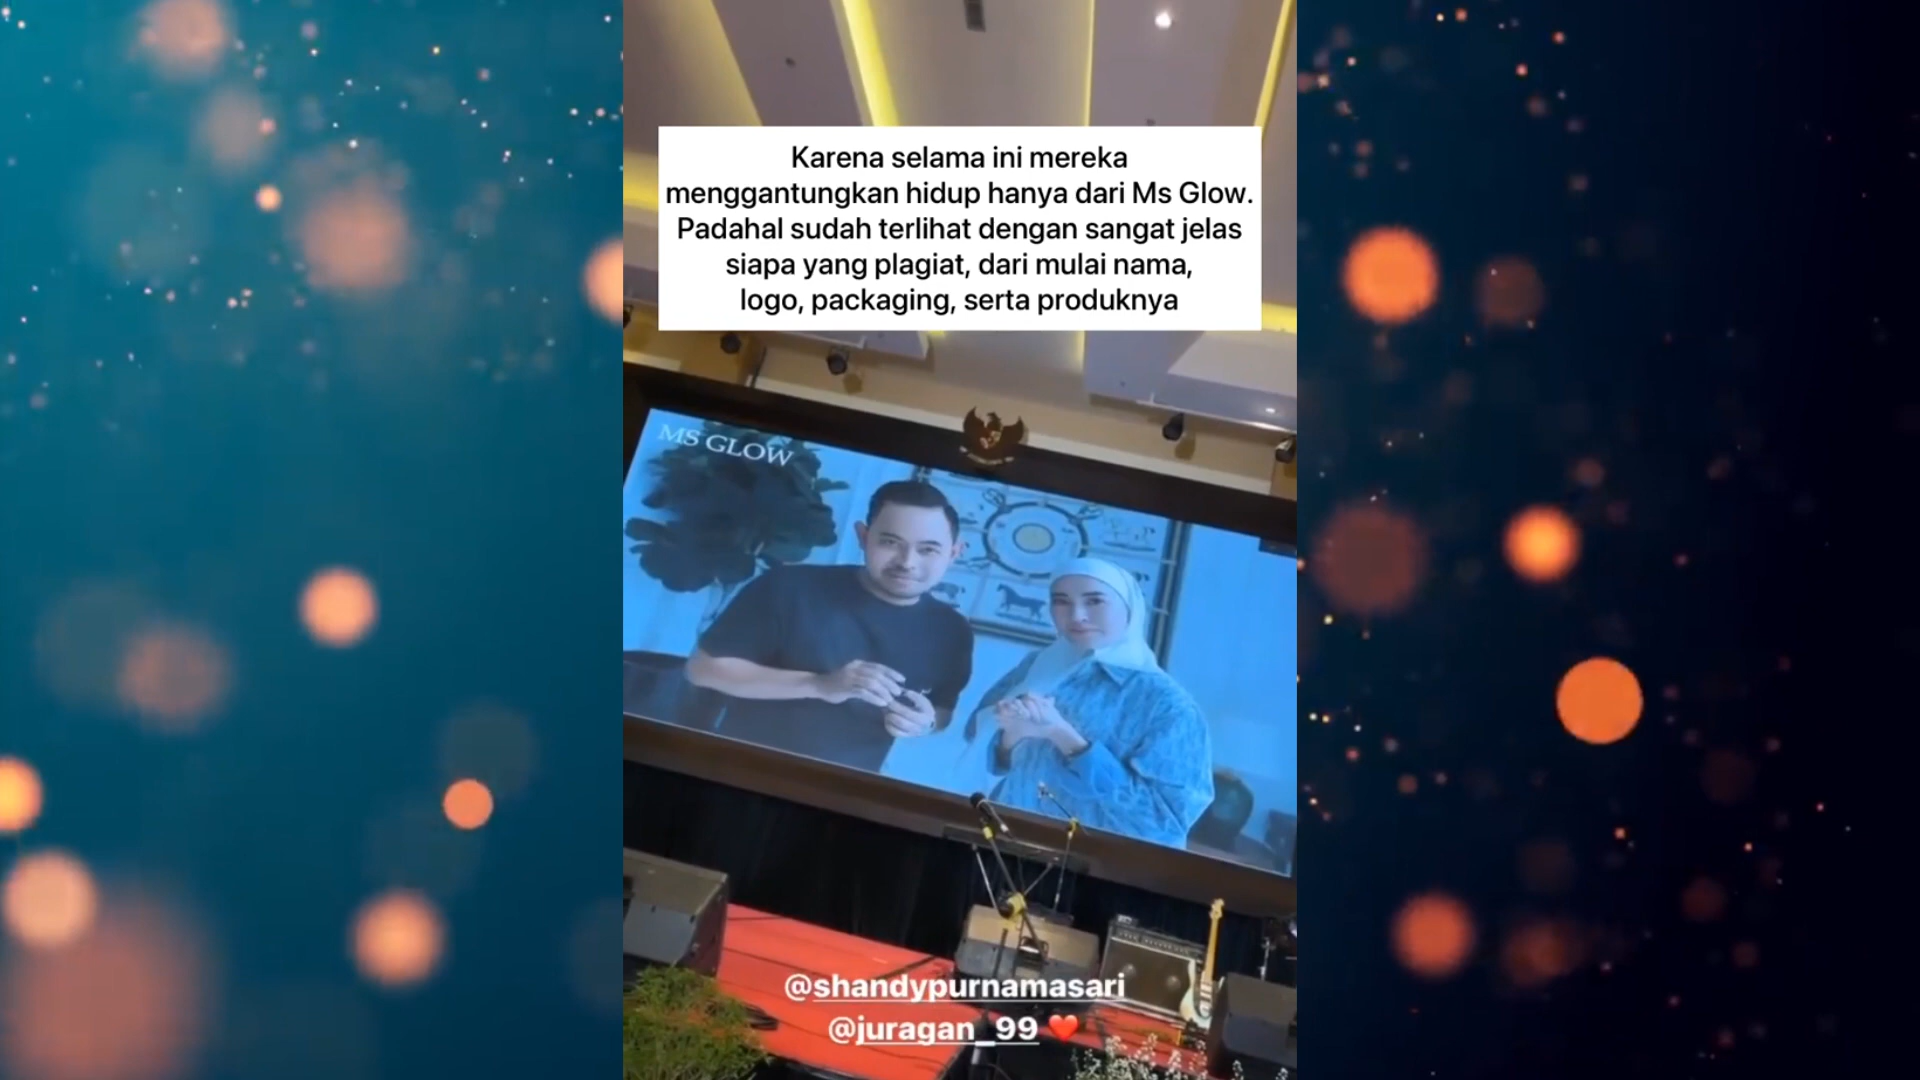 Karena selama ini mereka
menggantungkan hidup hanya dari Ms Glow.
Padahal sudah terlihat dengan sangat jelas
siapa yang plagiat, dari mulai nama,
logo, packaging, serta produknya
MS GLOW
@shandypurnamasari
@juragan_99 ❤️